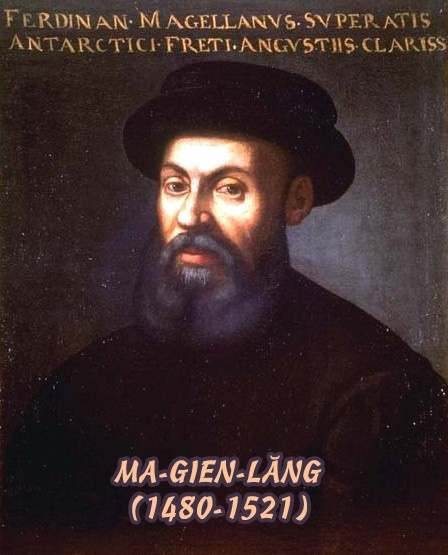 FERDINAN· MAGELLANVS· SVPERATIS
ANTARCTICI· FRETI· ANGVSTIIS· CLARISS
MA-GIEN-LĂNG
(1480-1521)